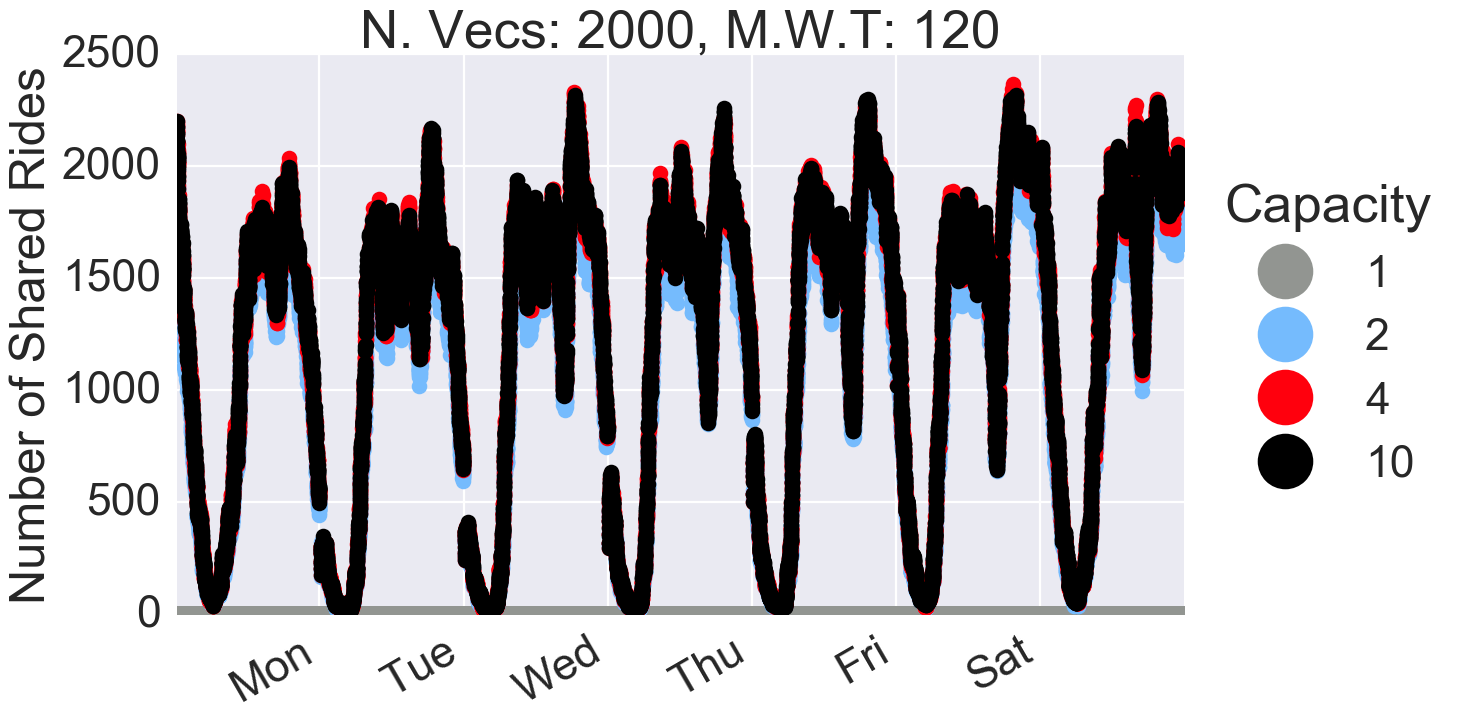 N. Vecs: 2000, M.W.T: 120
Number of Shared Rides
2500
2000
1500
1000
500
0
Mon
Tue
Wed
Thu
Fri
Sat
Capacity
1
2
4
10